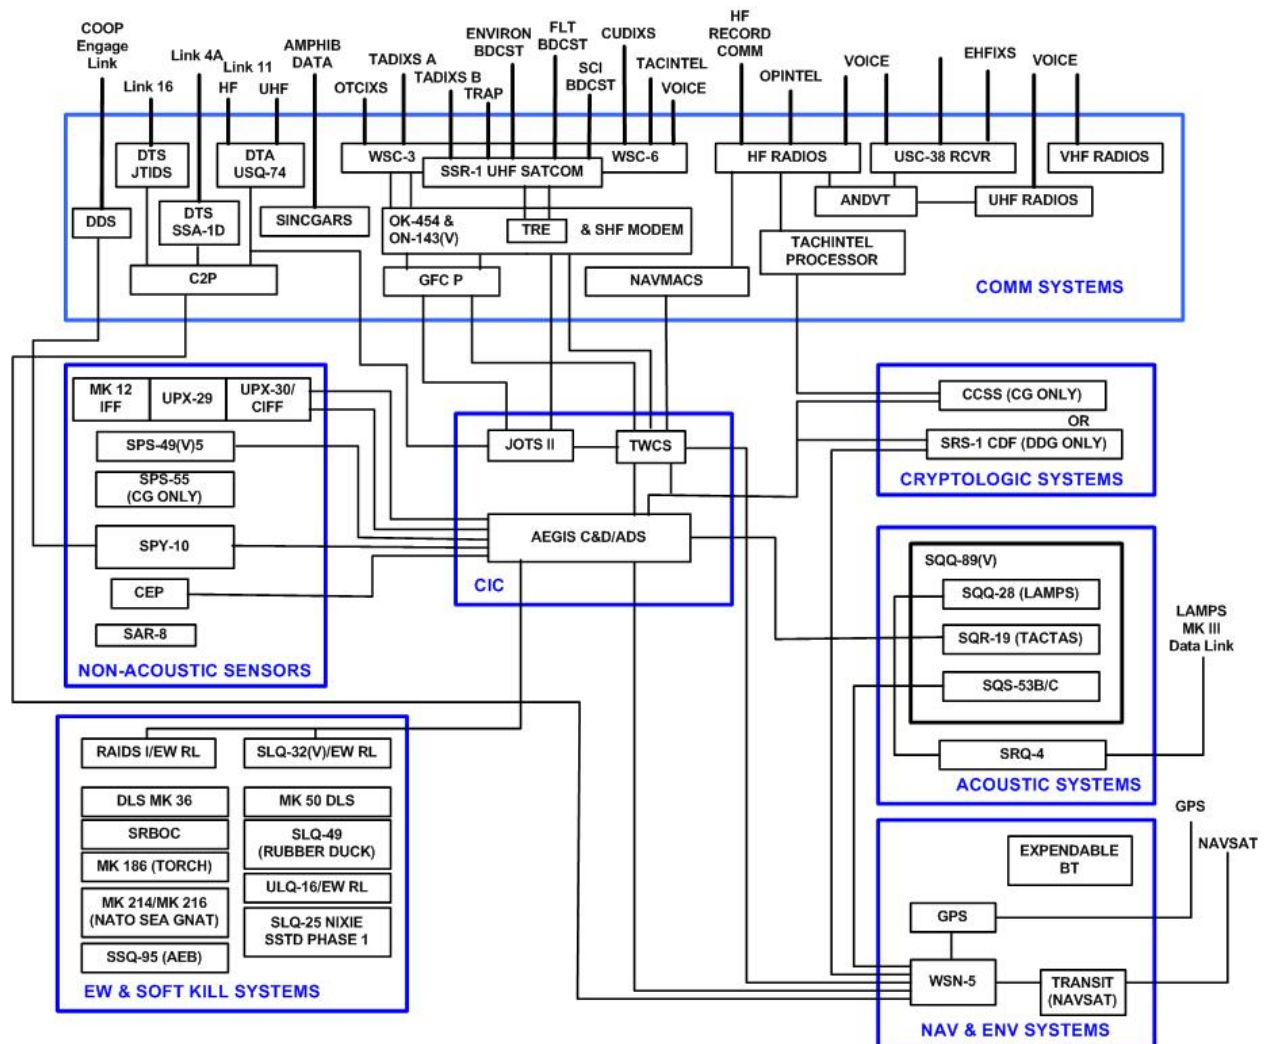 COOP
Engage
Link
Link 16
Link 4A
Link 11
HF
UHF
AMPHIB
DATA
OTCIXS
TADIXS A
TADIXS B
TRAP
ENVIRON
BDCST
FLT
BDCST
SCI
BDCST
CUDIXS
TACINTEL
VOICE
HF
RECORD
COMM
OPINTEL
VOICE
EHFIXS
VOICE
DTS
JTIDS
DTA
USQ-74
WSC-3
WSC-6
SSR-1 UHF SATCOM
HF RADIOS
USC-38 RCVR
VHF RADIOS
DDS
DTS
SSA-1D
SINCGARS
OK-454 &
ON-143(V)
TRE
& SHF MODEM
ANDVT
UHF RADIOS
TACHINTEL
PROCESSOR
C2P
GFC P
NAVMACS
COMM SYSTEMS
MK 12
IFF
UPX-29
UPX-30/
CIFF
SPS-49(V)5
SPS-55
(CG ONLY)
SPY-10
CEP
SAR-8
NON-ACOUSTIC SENSORS
JOTS II
TWCS
AEGIS C&D/ADS
CIC
CCSS (CG ONLY)
OR
SRS-1 CDF (DDG ONLY)
CRYPTOLOGIC SYSTEMS
SQQ-89(V)
SQQ-28 (LAMPS)
SQR-19 (TACTAS)
SQS-53B/C
SRQ-4
ACOUSTIC SYSTEMS
LAMPS
MK III
Data Link
RAIDS I/EW RL
SLQ-32(V)/EW RL
DLS MK 36
MK 50 DLS
SRBOC
SLQ-49
(RUBBER DUCK)
MK 186 (TORCH)
ULQ-16/EW RL
MK 214/MK 216
(NATO SEA GNAT)
SLQ-25 NIXIE
SSTD PHASE 1
SSQ-95 (AEB)
EW & SOFT KILL SYSTEMS
GPS
NAVSAT
EXPENDABLE
BT
GPS
WSN-5
TRANSIT
(NAVSAT)
NAV & ENV SYSTEMS